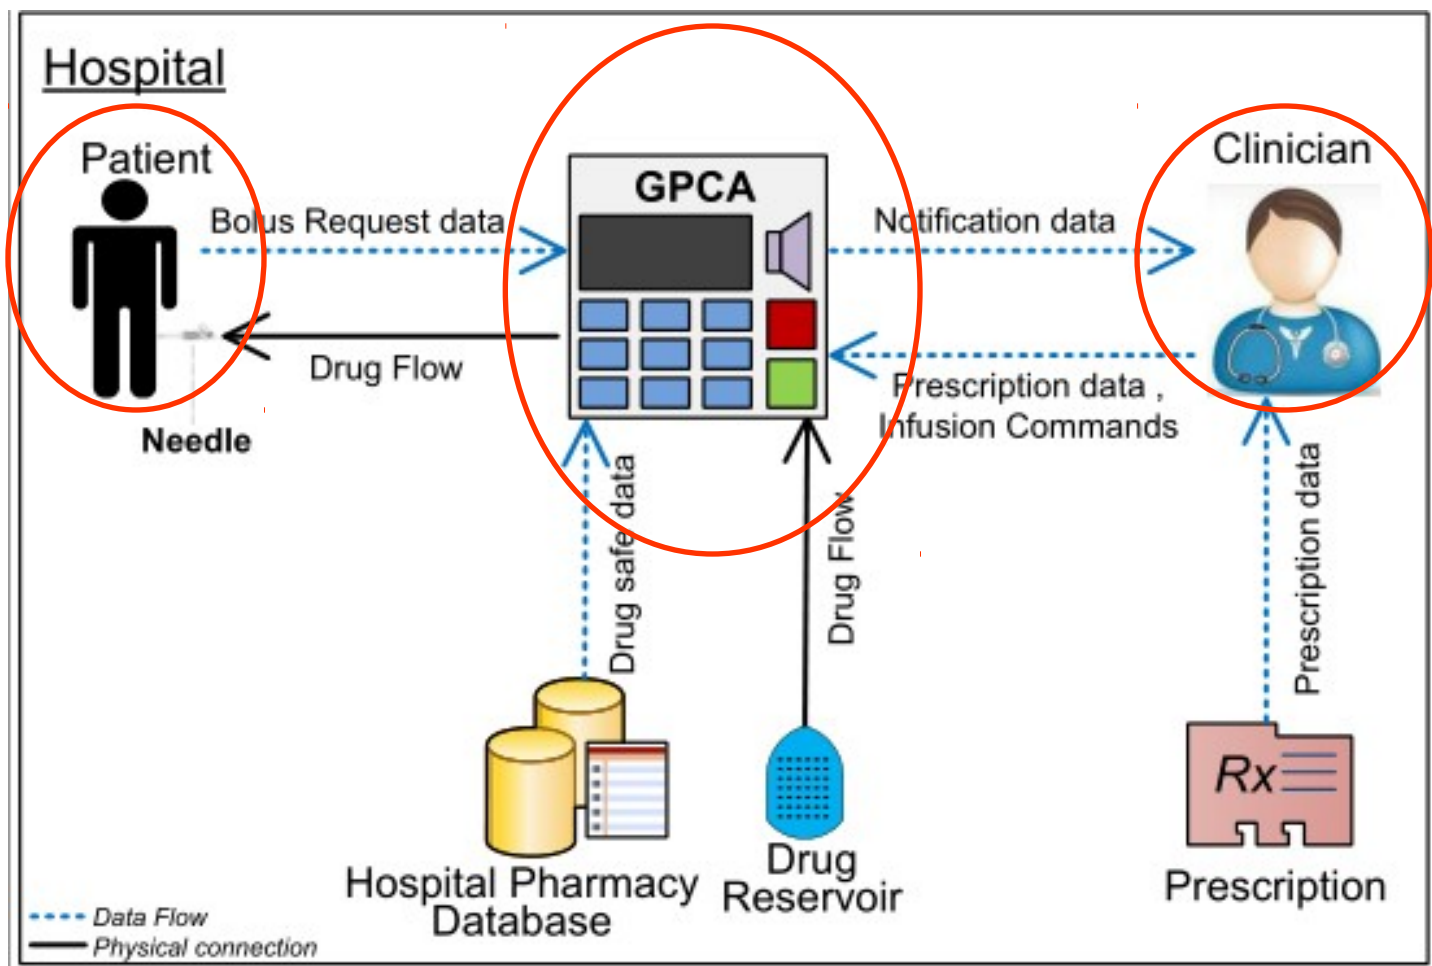 Hospital
Patient
GPCA
Clinician
Bolus Request data
Notification data
Drug Flow
Prescription data ,
Infusion Commands
Needle
Drug safe data
Drug Flow
Prescription data
Rx
Hospital Pharmacy
Database
Drug
Reservoir
Prescription
Data Flow
Physical connection